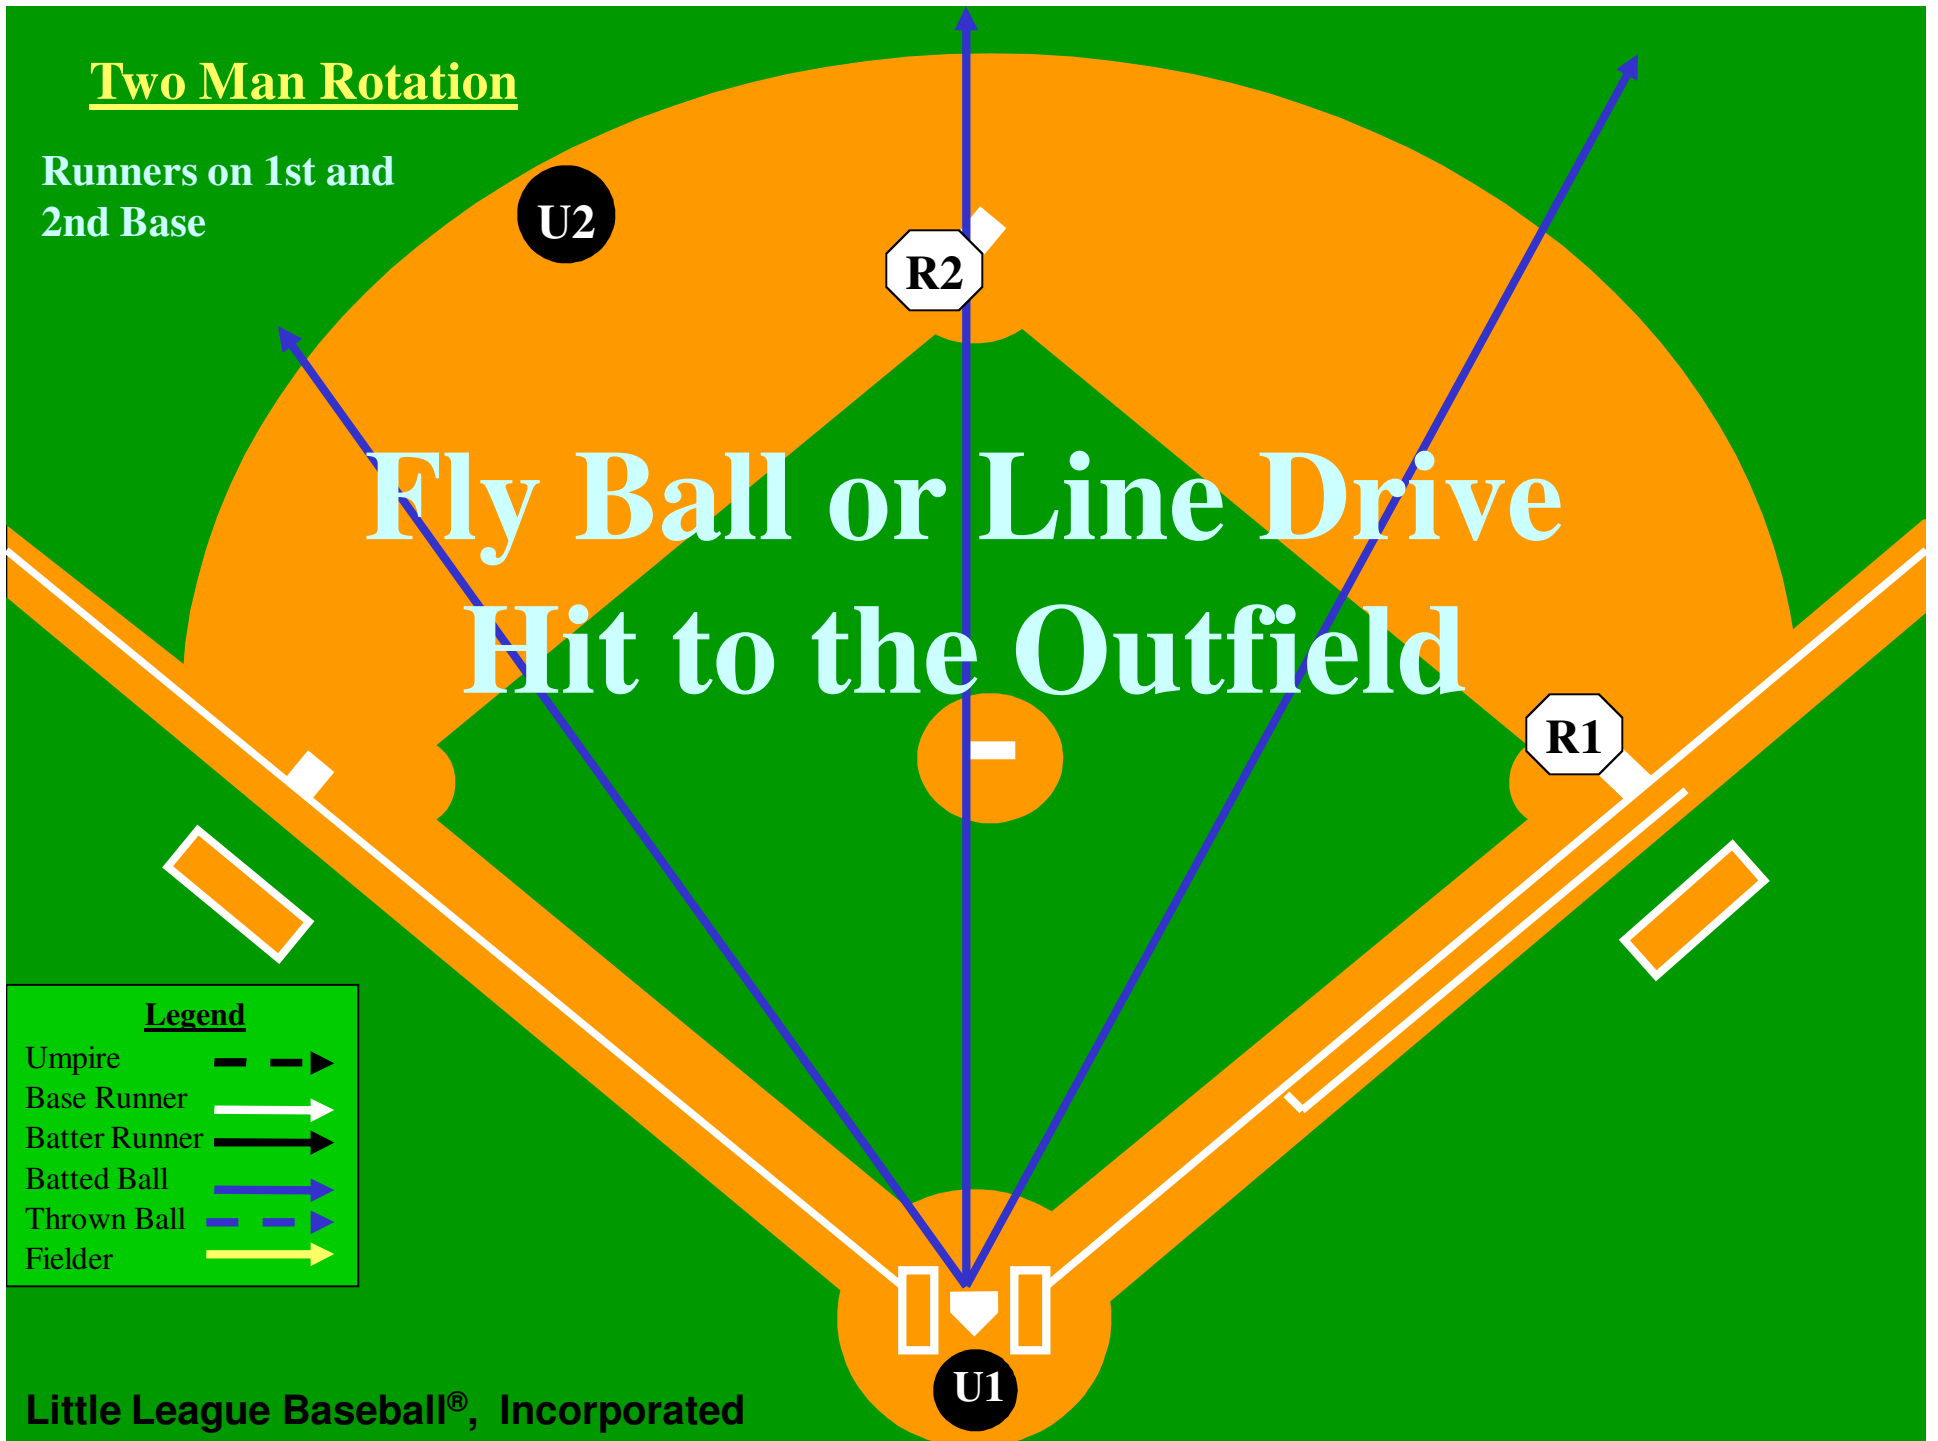 Two Man Rotation
Runners on 1st and
2nd Base
U2
R2
Fly Ball or Line Drive
Hit to the Outfield
R1
Legend
Umpire
Base Runner
Batter Runner
Batted Ball
Thrown Ball
Fielder
U1
Little League Baseball®, Incorporated